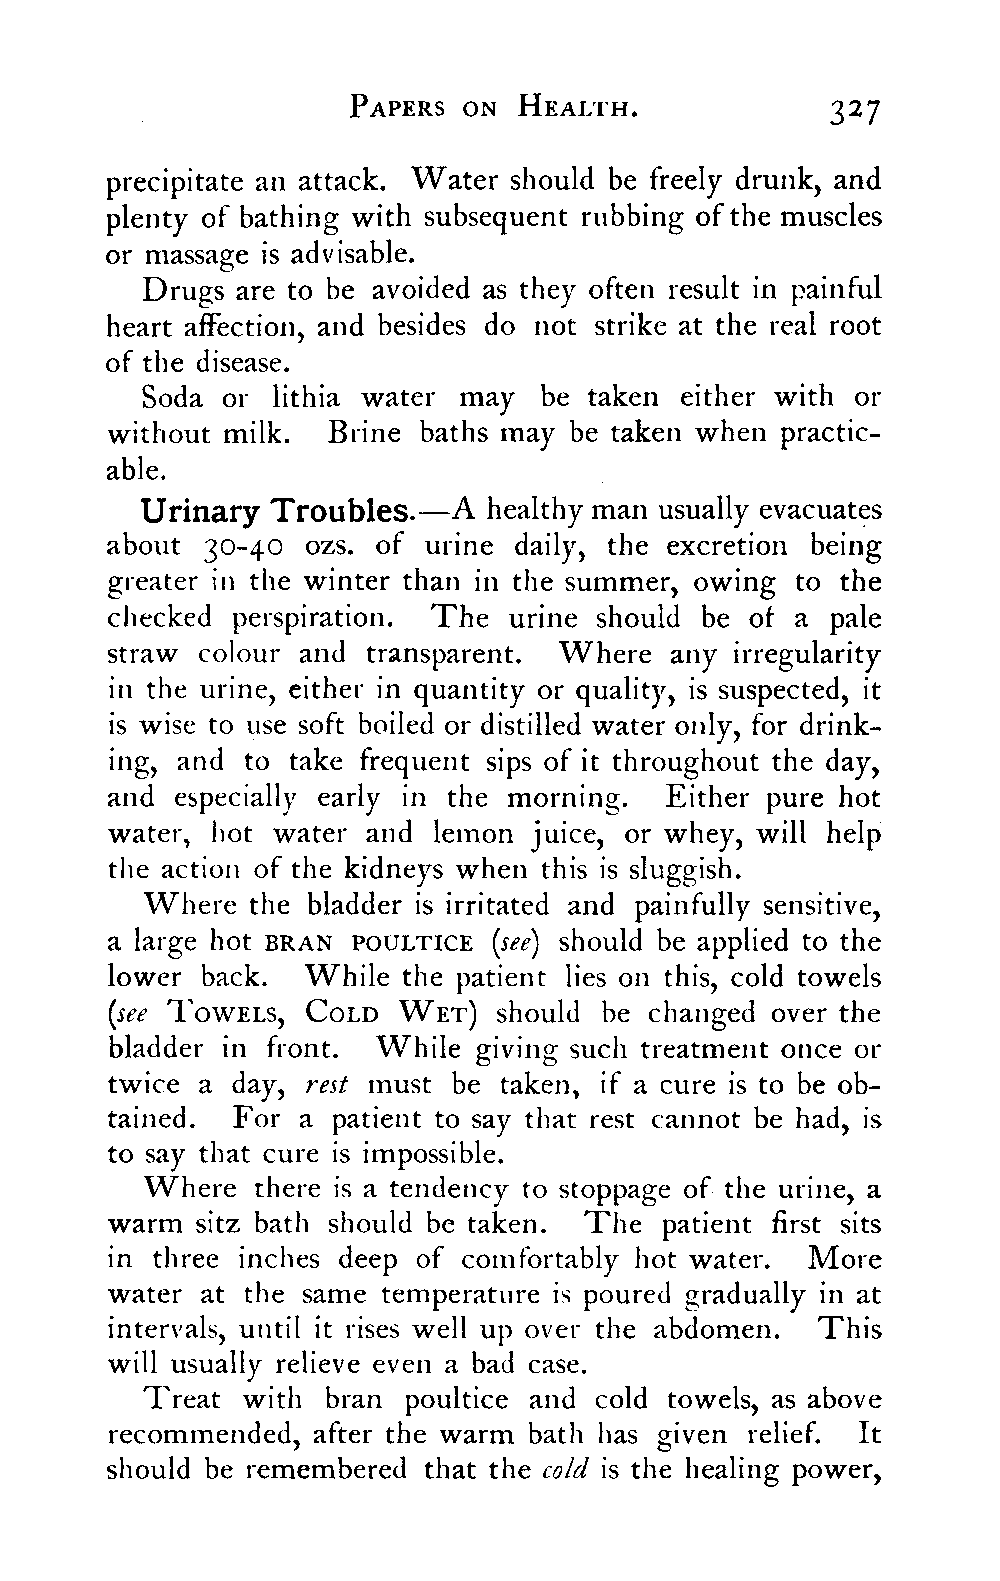 Papers on Health. 327
precipitate an attack. Water should be freely drunk, and
plenty of bathing with subsequent rubbing of the muscles
or massage is advisable.
Drugs are to be avoided as they often result in painful
heart affection, and besides do not strike at the real root
of the disease.
Soda or lithia water may be taken either with or
without milk. Brine baths may be taken when practic-
able.
Urinary Troubles.—A healthy man usually evacuates
about 30-40 ozs. of urine daily, the excretion being
greater in the winter than in the summer, owing to the
checked perspiration. The urine should be of a pale
straw colour and transparent. Where any irregularity
in the urine, either in quantity or quality, is suspected, it
is wise to use soft boiled or distilled water only, for drink-
ing, and to take frequent sips of it throughout the day,
and especially early in the morning. Either pure hot
water, hot water and lemon juice, or whey, will help
the action of the kidneys when this is sluggish.
Where the bladder is irritated and painfully sensitive,
a large hot BRAN POULTICE (see) should be applied to the
lower back. While the patient lies on this, cold towels
(see Towels, Cold Wet) should be changed over the
bladder in front. While giving such treatment once or
twice a day, rest must be taken, if a cure is to be ob-
tained. For a patient to say that rest cannot be had, is
to say that cure is impossible.
Where there is a tendency to stoppage of the urine, a
warm sitz bath should be taken. The patient first sits
in three inches deep of comfortably hot water. More
water at the same temperature is poured gradually in at
intervals, until it rises well up over the abdomen. This
will usually relieve even a bad case.
Treat with bran poultice and cold towels, as above
recommended, after the warm bath has given relief. It
should be remembered that the cold is the healing power,